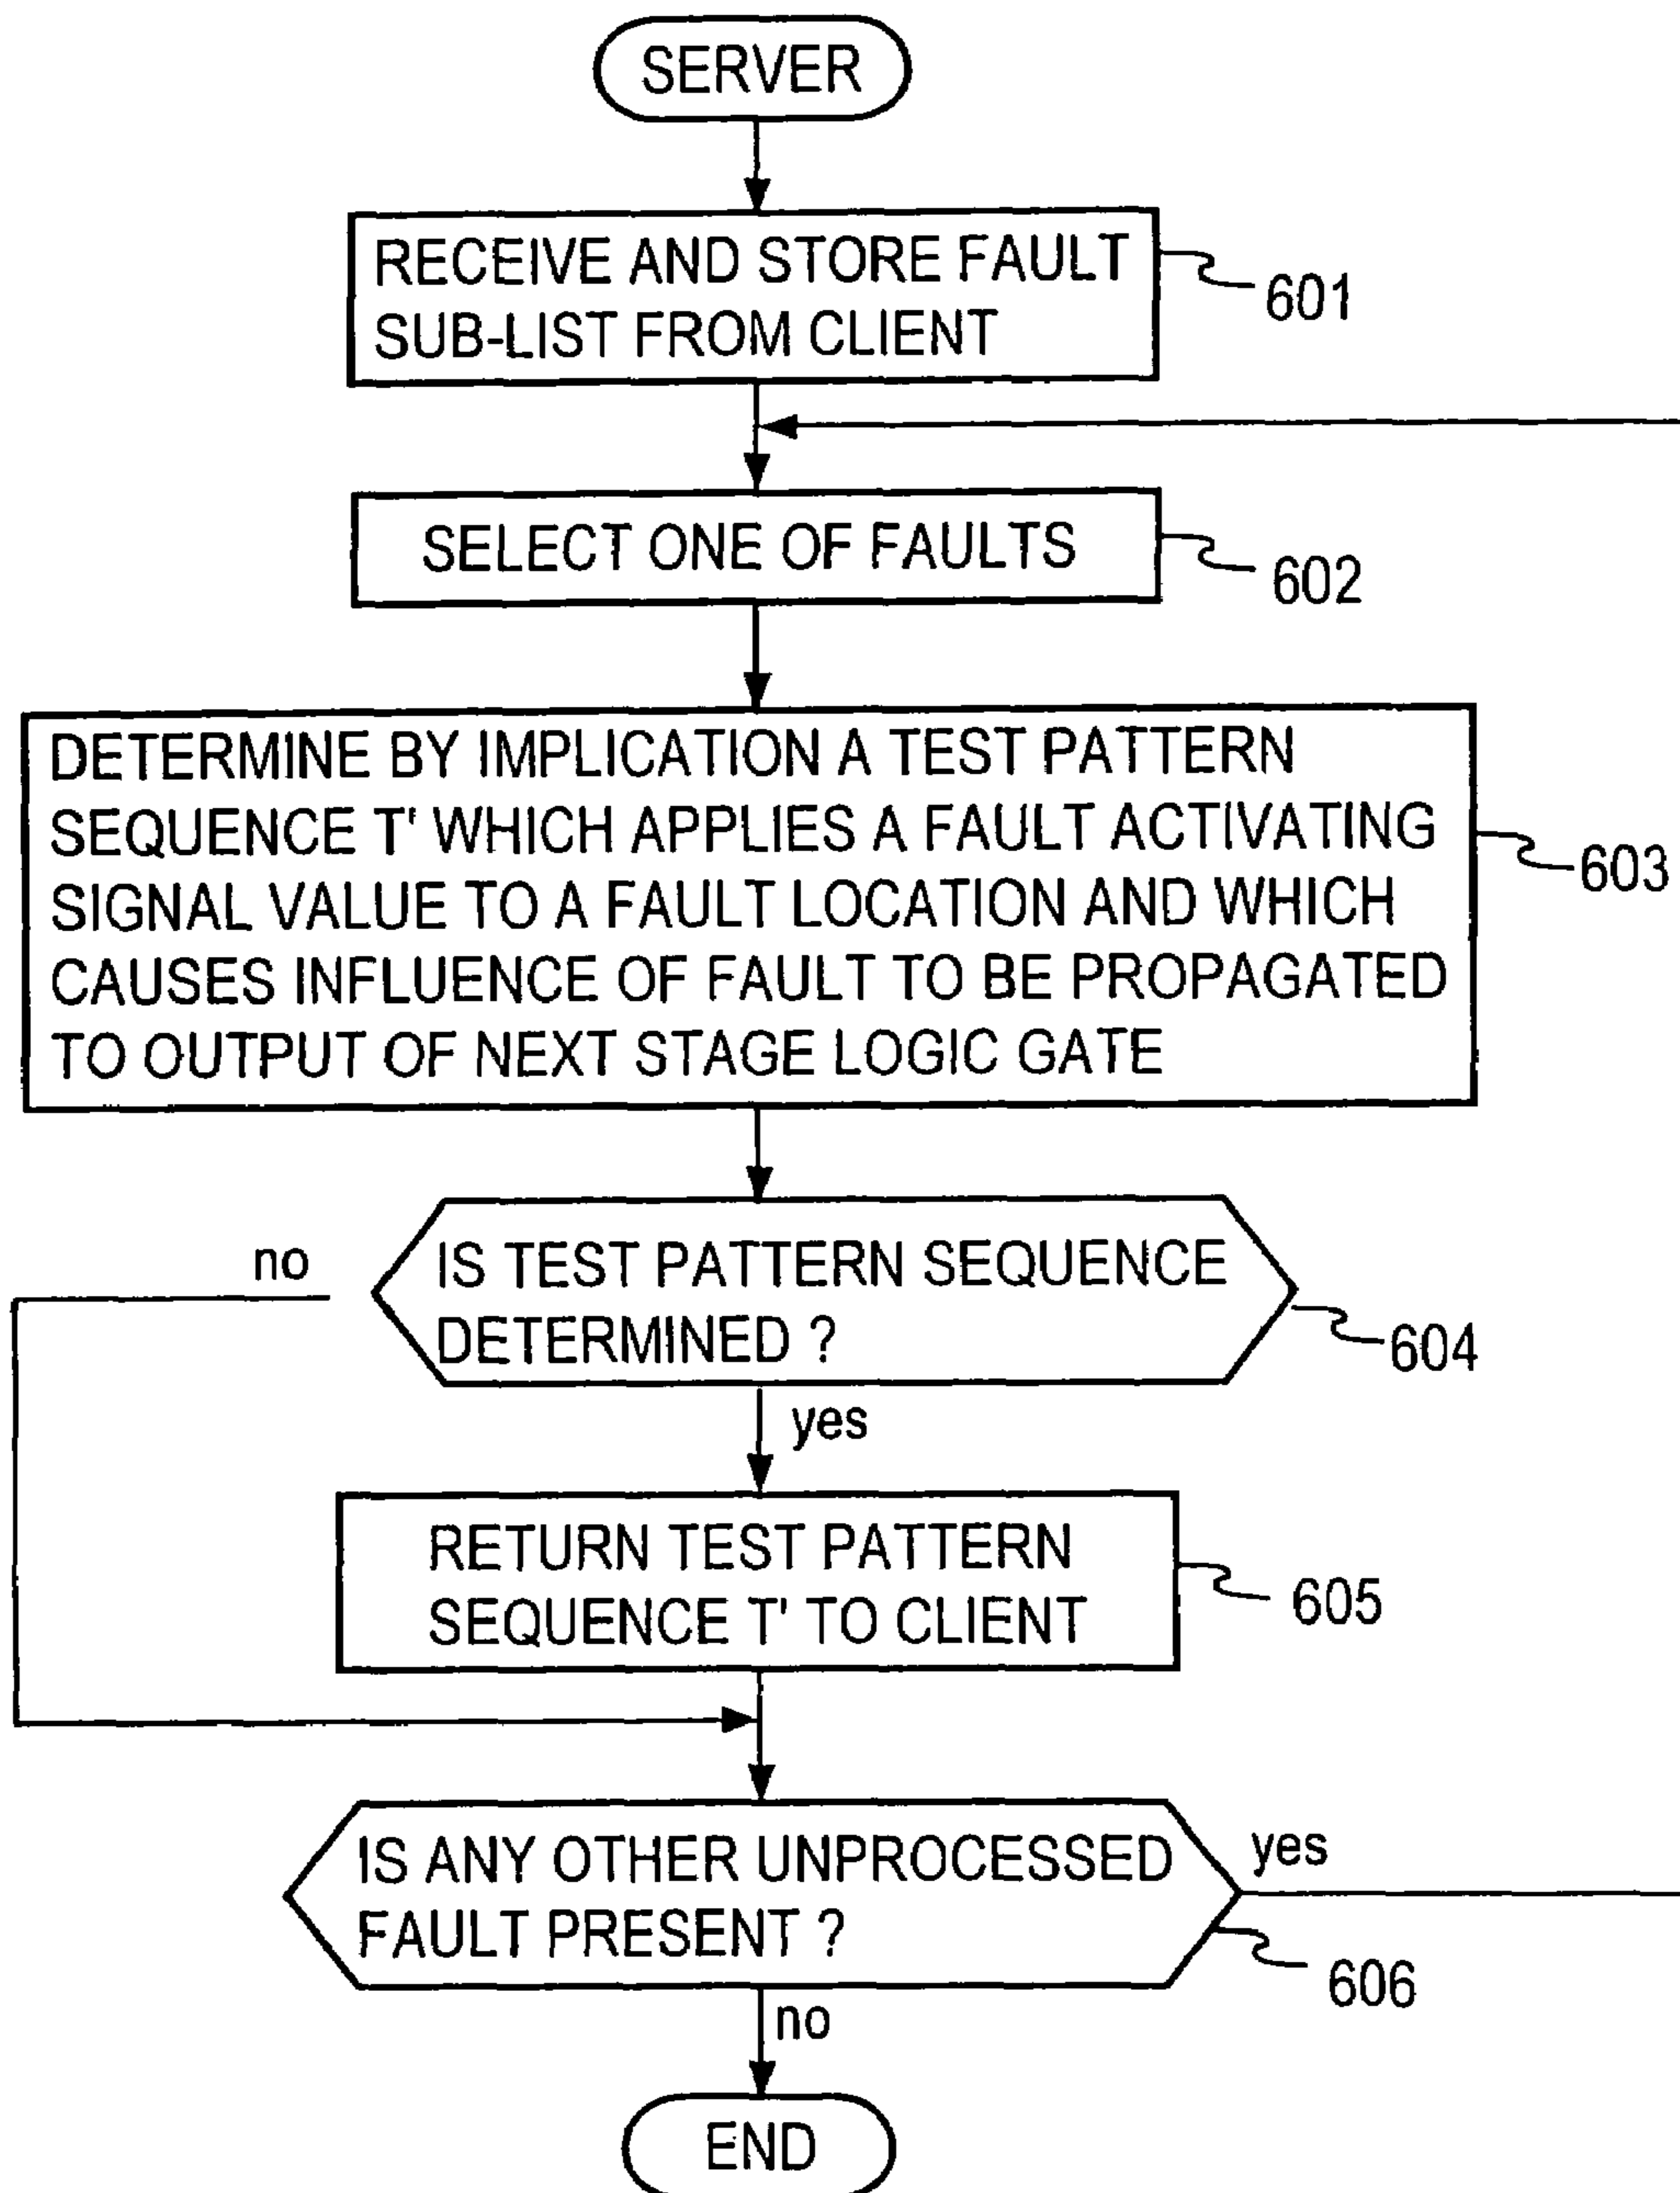 SERVER
RECEIVE AND STORE FAULT
SUB-LIST FROM CLIENT
601
SELECT ONE OF FAULTS
602
DETERMINE BY IMPLICATION A TEST PATTERN
SEQUENCE T' WHICH APPLIES A FAULT ACTIVATING
SIGNAL VALUE TO A FAULT LOCATION AND WHICH
CAUSES INFLUENCE OF FAULT TO BE PROPAGATED
TO OUTPUT OF NEXT STAGE LOGIC GATE
603
no
IS TEST PATTERN SEQUENCE
DETERMINED ?
604
yes
RETURN TEST PATTERN
SEQUENCE T' TO CLIENT
605
IS ANY OTHER UNPROCESSED
FAULT PRESENT ?
yes
606
no
END